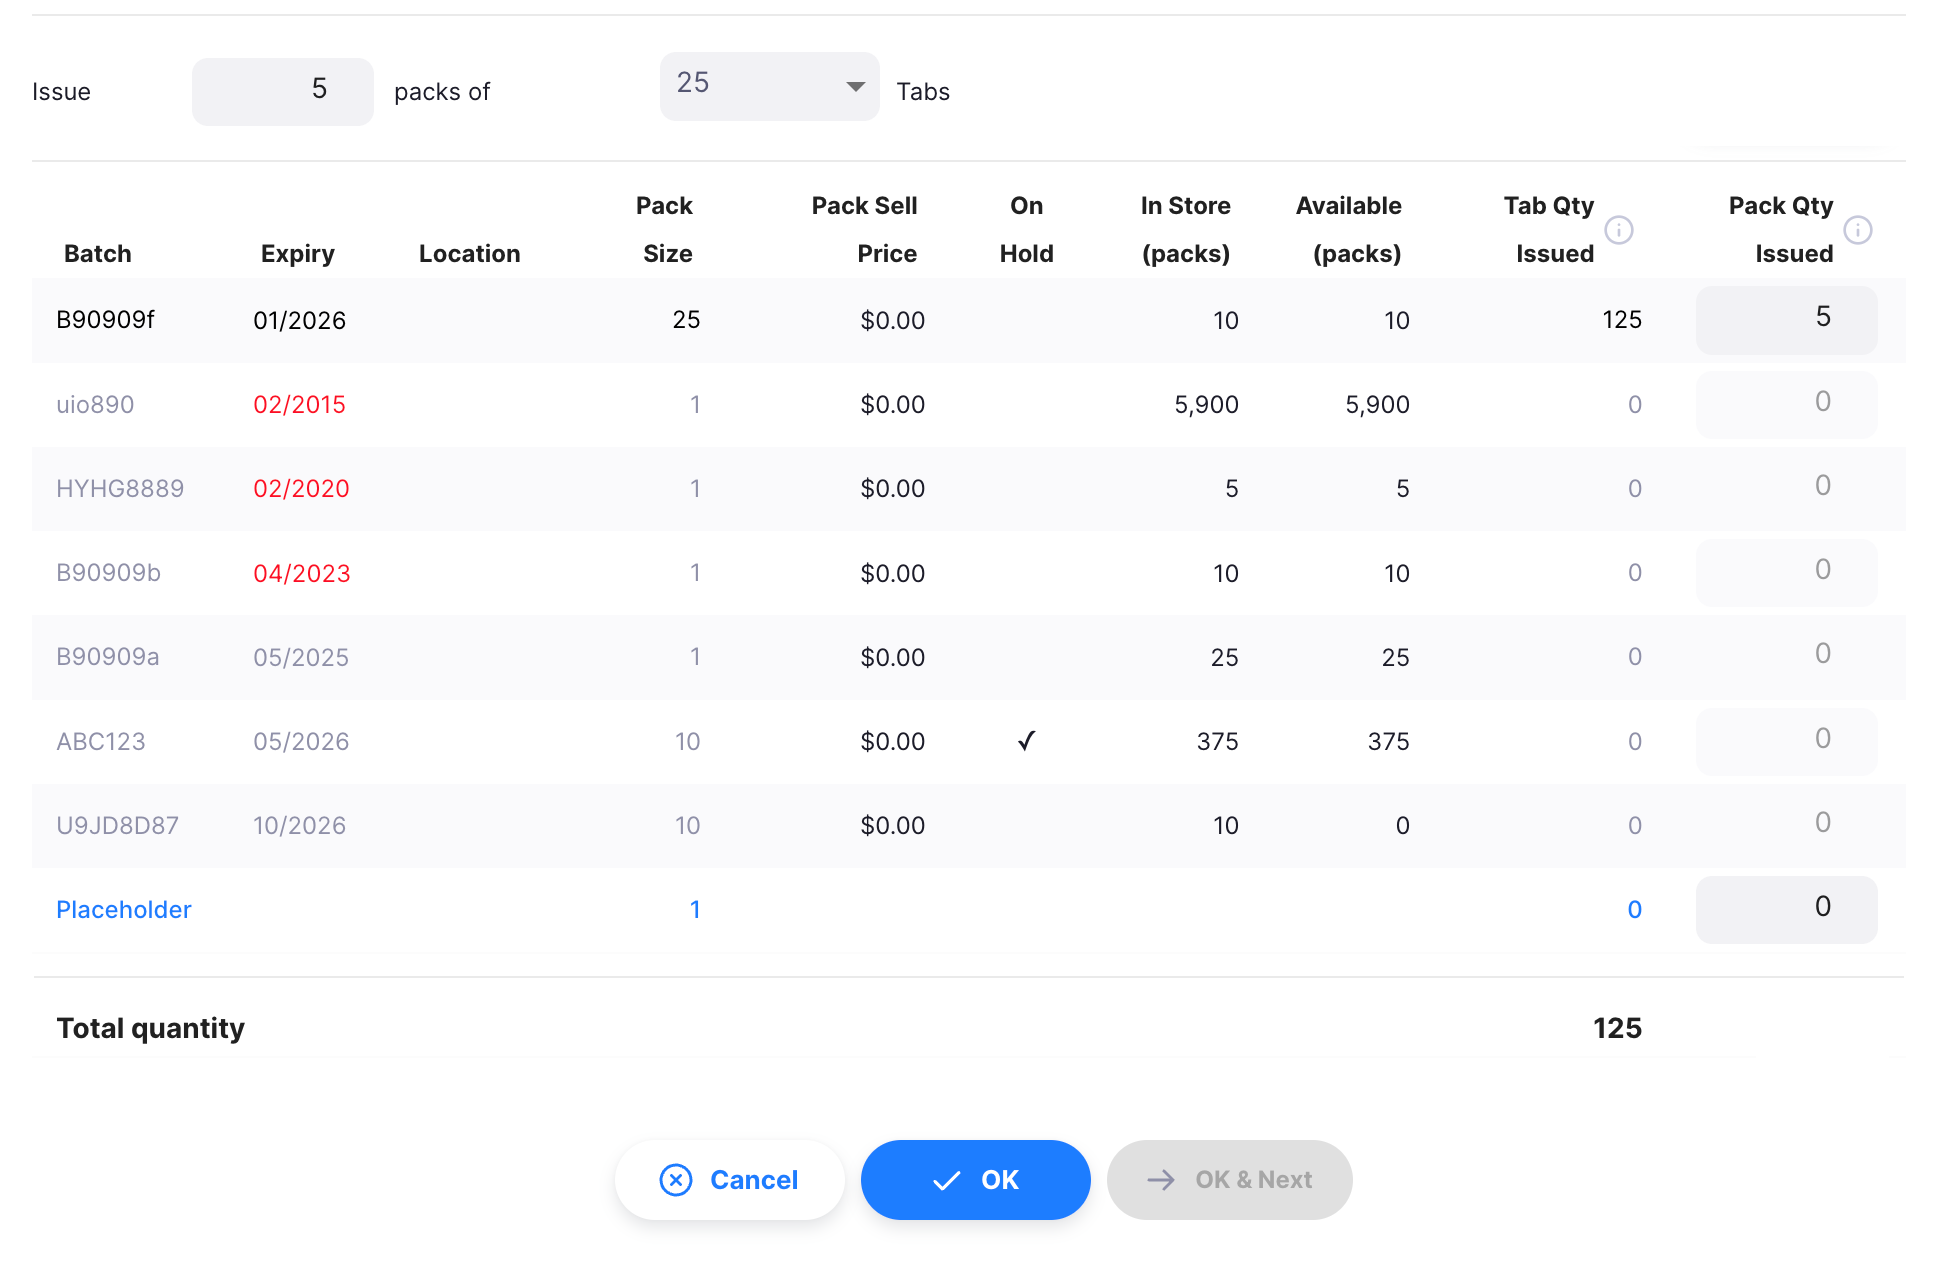 Issue 5 packs of 25 Tabs
Batch Expiry Location Pack Size Pack Sell Price On Hold In Store (packs) Available (packs) Tab Qty Issued Pack Qty Issued
B90909f 01/2026 25 $0.00 10 10 125 5
uio890 02/2015 1 $0.00 5,900 5,900 0 0
HYHG8889 02/2020 1 $0.00 5 5 0 0
B90909b 04/2023 1 $0.00 10 10 0 0
B90909a 05/2025 1 $0.00 25 25 0 0
ABC123 05/2026 10 $0.00 ✓ 375 375 0 0
U9JD8D87 10/2026 10 $0.00 10 0 0 0
Placeholder 1 0 0
Total quantity 125
Cancel OK OK & Next